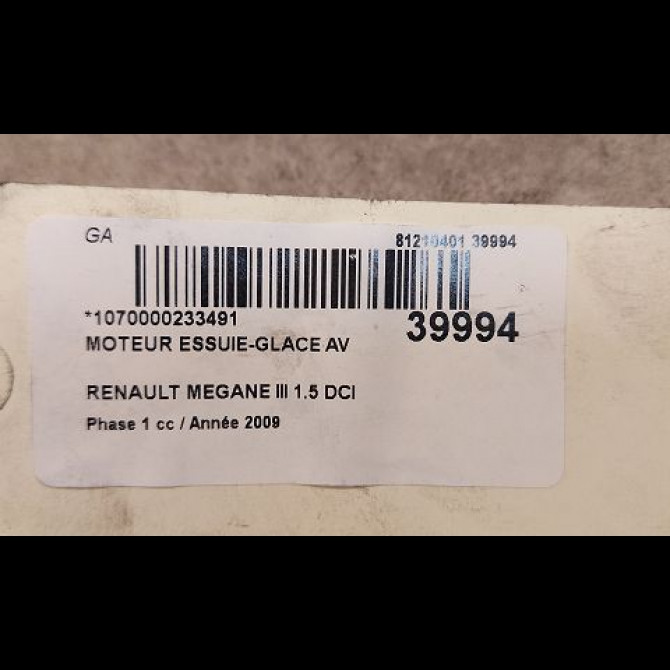 GA
81210401 39994
*1070000233491
39994
MOTEUR ESSUIE-GLACE AV
RENAULT MEGANE III 1.5 DCI
Phase 1 cc / Année 2009